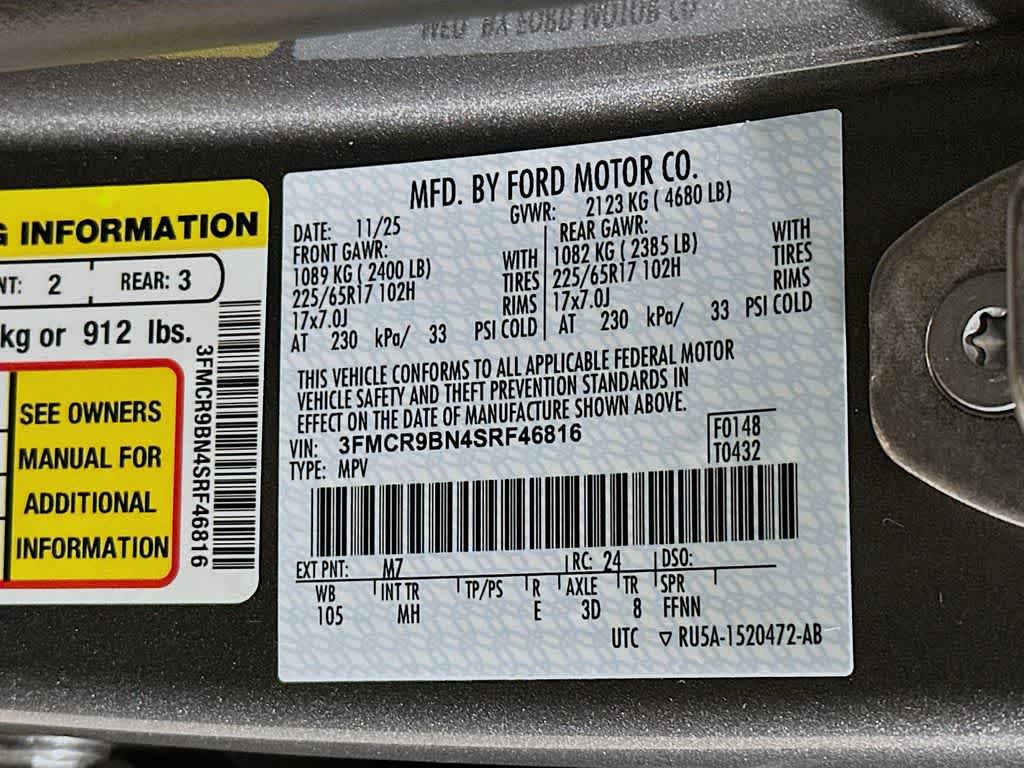 MFD. BY FORD MOTOR CO
G INFORMATION
NT: 2 REAR: 3
kg or 912 lbs.
SEE OWNERS
MANUAL FOR
ADDITIONAL
INFORMATION
3FMCR9BN4SRF46816
MFD. BY FORD MOTOR CO.
DATE: 11/25 GVWR: 2123 KG ( 4680 LB)
FRONT GAWR: WITH REAR GAWR: WITH
1089 KG ( 2400 LB) TIRES 1082 KG ( 2385 LB) TIRES
225/65R17 102H RIMS 225/65R17 102H RIMS
17x7.0J 17x7.0J
AT 230 kPa/ 33 PSI COLD AT 230 kPa/ 33 PSI COLD
THIS VEHICLE CONFORMS TO ALL APPLICABLE FEDERAL MOTOR
VEHICLE SAFETY AND THEFT PREVENTION STANDARDS IN
EFFECT ON THE DATE OF MANUFACTURE SHOWN ABOVE.
VIN: 3FMCR9BN4SRF46816 F0148
TYPE: MPV T0432
EXT PNT: M7 RC: 24 DSO:
WB INT TR TP/PS R AXLE TR SPR
105 MH E 3D 8 FFNN
UTC ▽ RU5A-1520472-AB